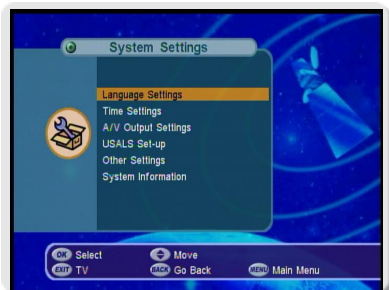 System Settings
Language Settings
Time Settings
A/V Output Settings
USALS Set-up
Other Settings
System Information
OK Select Move
EXIT TV BACK Go Back MENU Main Menu